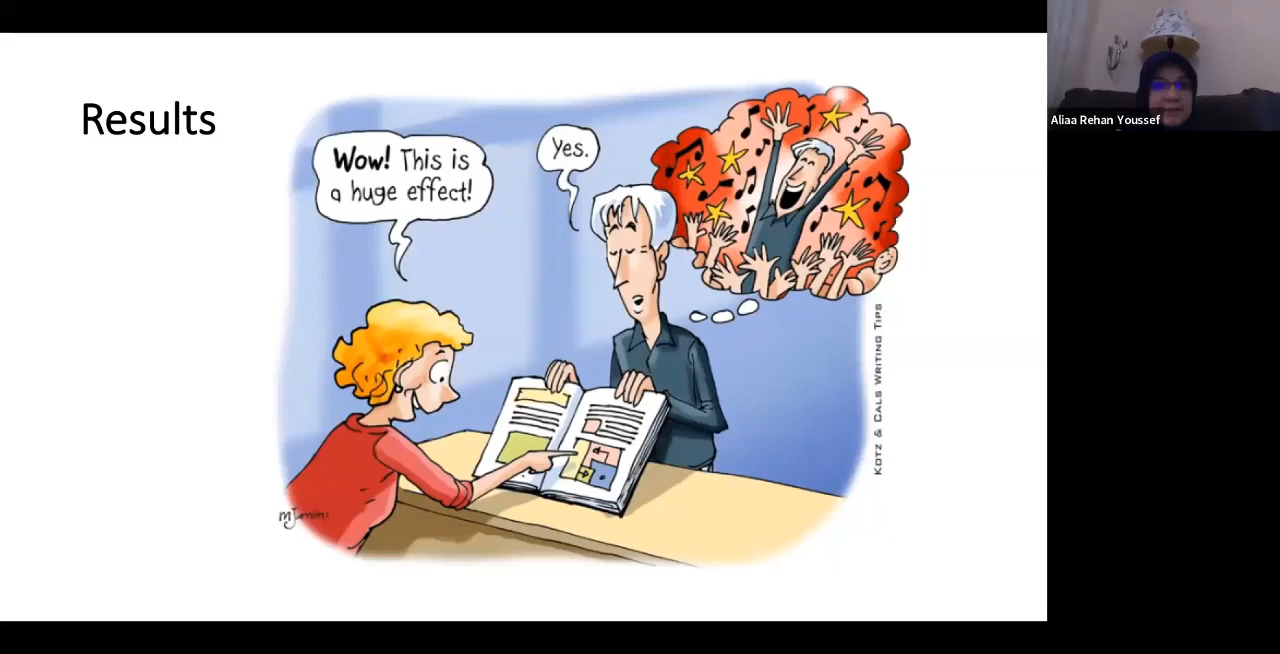 Results
Wow! This is
a huge effect!
Yes.
KOTZ & CALS WRITING TIPS
Aliaa Rehan Youssef